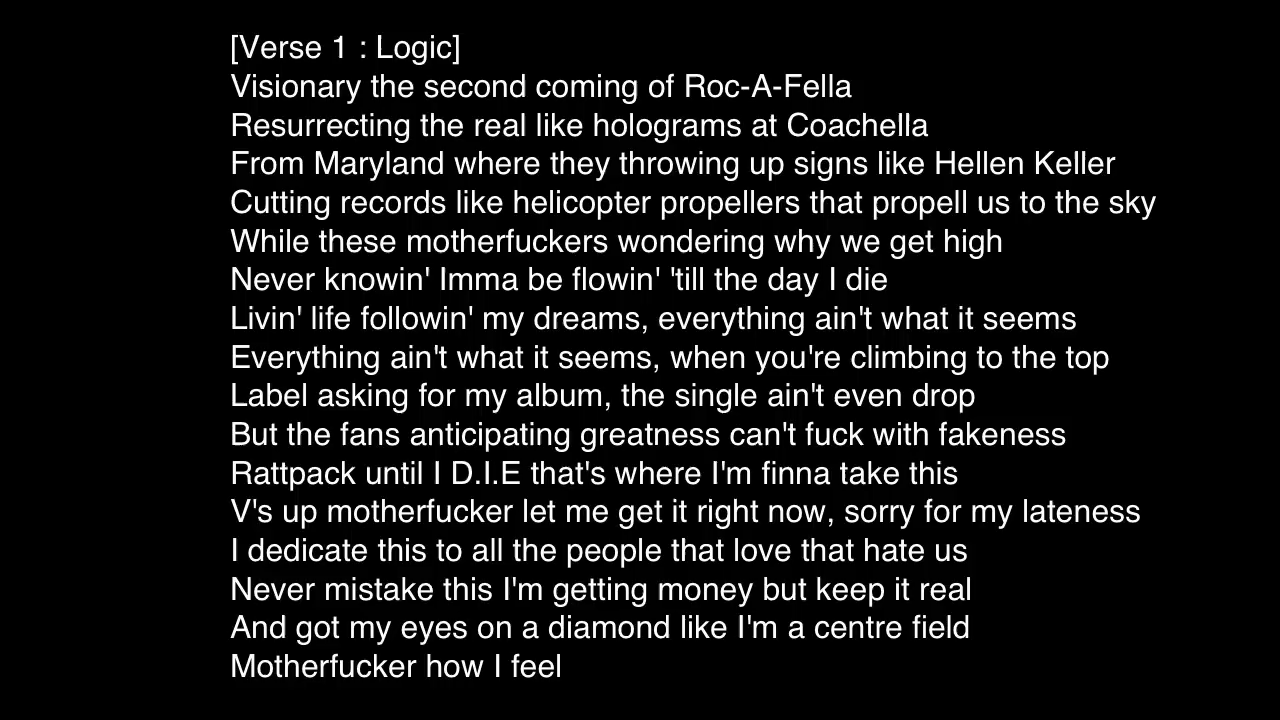 [Verse 1 : Logic]
Visionary the second coming of Roc-A-Fella
Resurrecting the real like holograms at Coachella
From Maryland where they throwing up signs like Hellen Keller
Cutting records like helicopter propellers that propell us to the sky
While these motherfuckers wondering why we get high
Never knowin' Imma be flowin' 'till the day I die
Livin' life followin' my dreams, everything ain't what it seems
Everything ain't what it seems, when you're climbing to the top
Label asking for my album, the single ain't even drop
But the fans anticipating greatness can't fuck with fakeness
Rattpack until I D.I.E that's where I'm finna take this
V's up motherfucker let me get it right now, sorry for my lateness
I dedicate this to all the people that love that hate us
Never mistake this I'm getting money but keep it real
And got my eyes on a diamond like I'm a centre field
Motherfucker how I feel